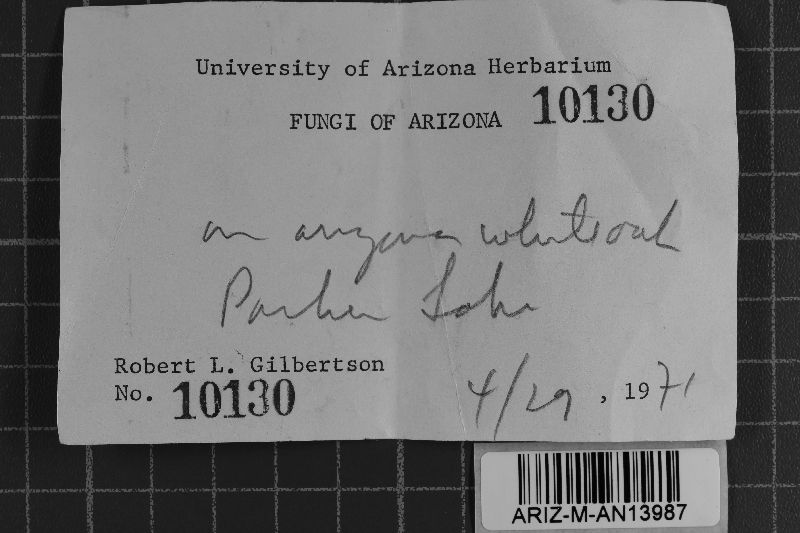 University of Arizona Herbarium
FUNGI OF ARIZONA 10130
on arizona white oak
Parker Lake
Robert L. Gilbertson
No. 10130
4/29, 1971
ARIZ-M-AN13987